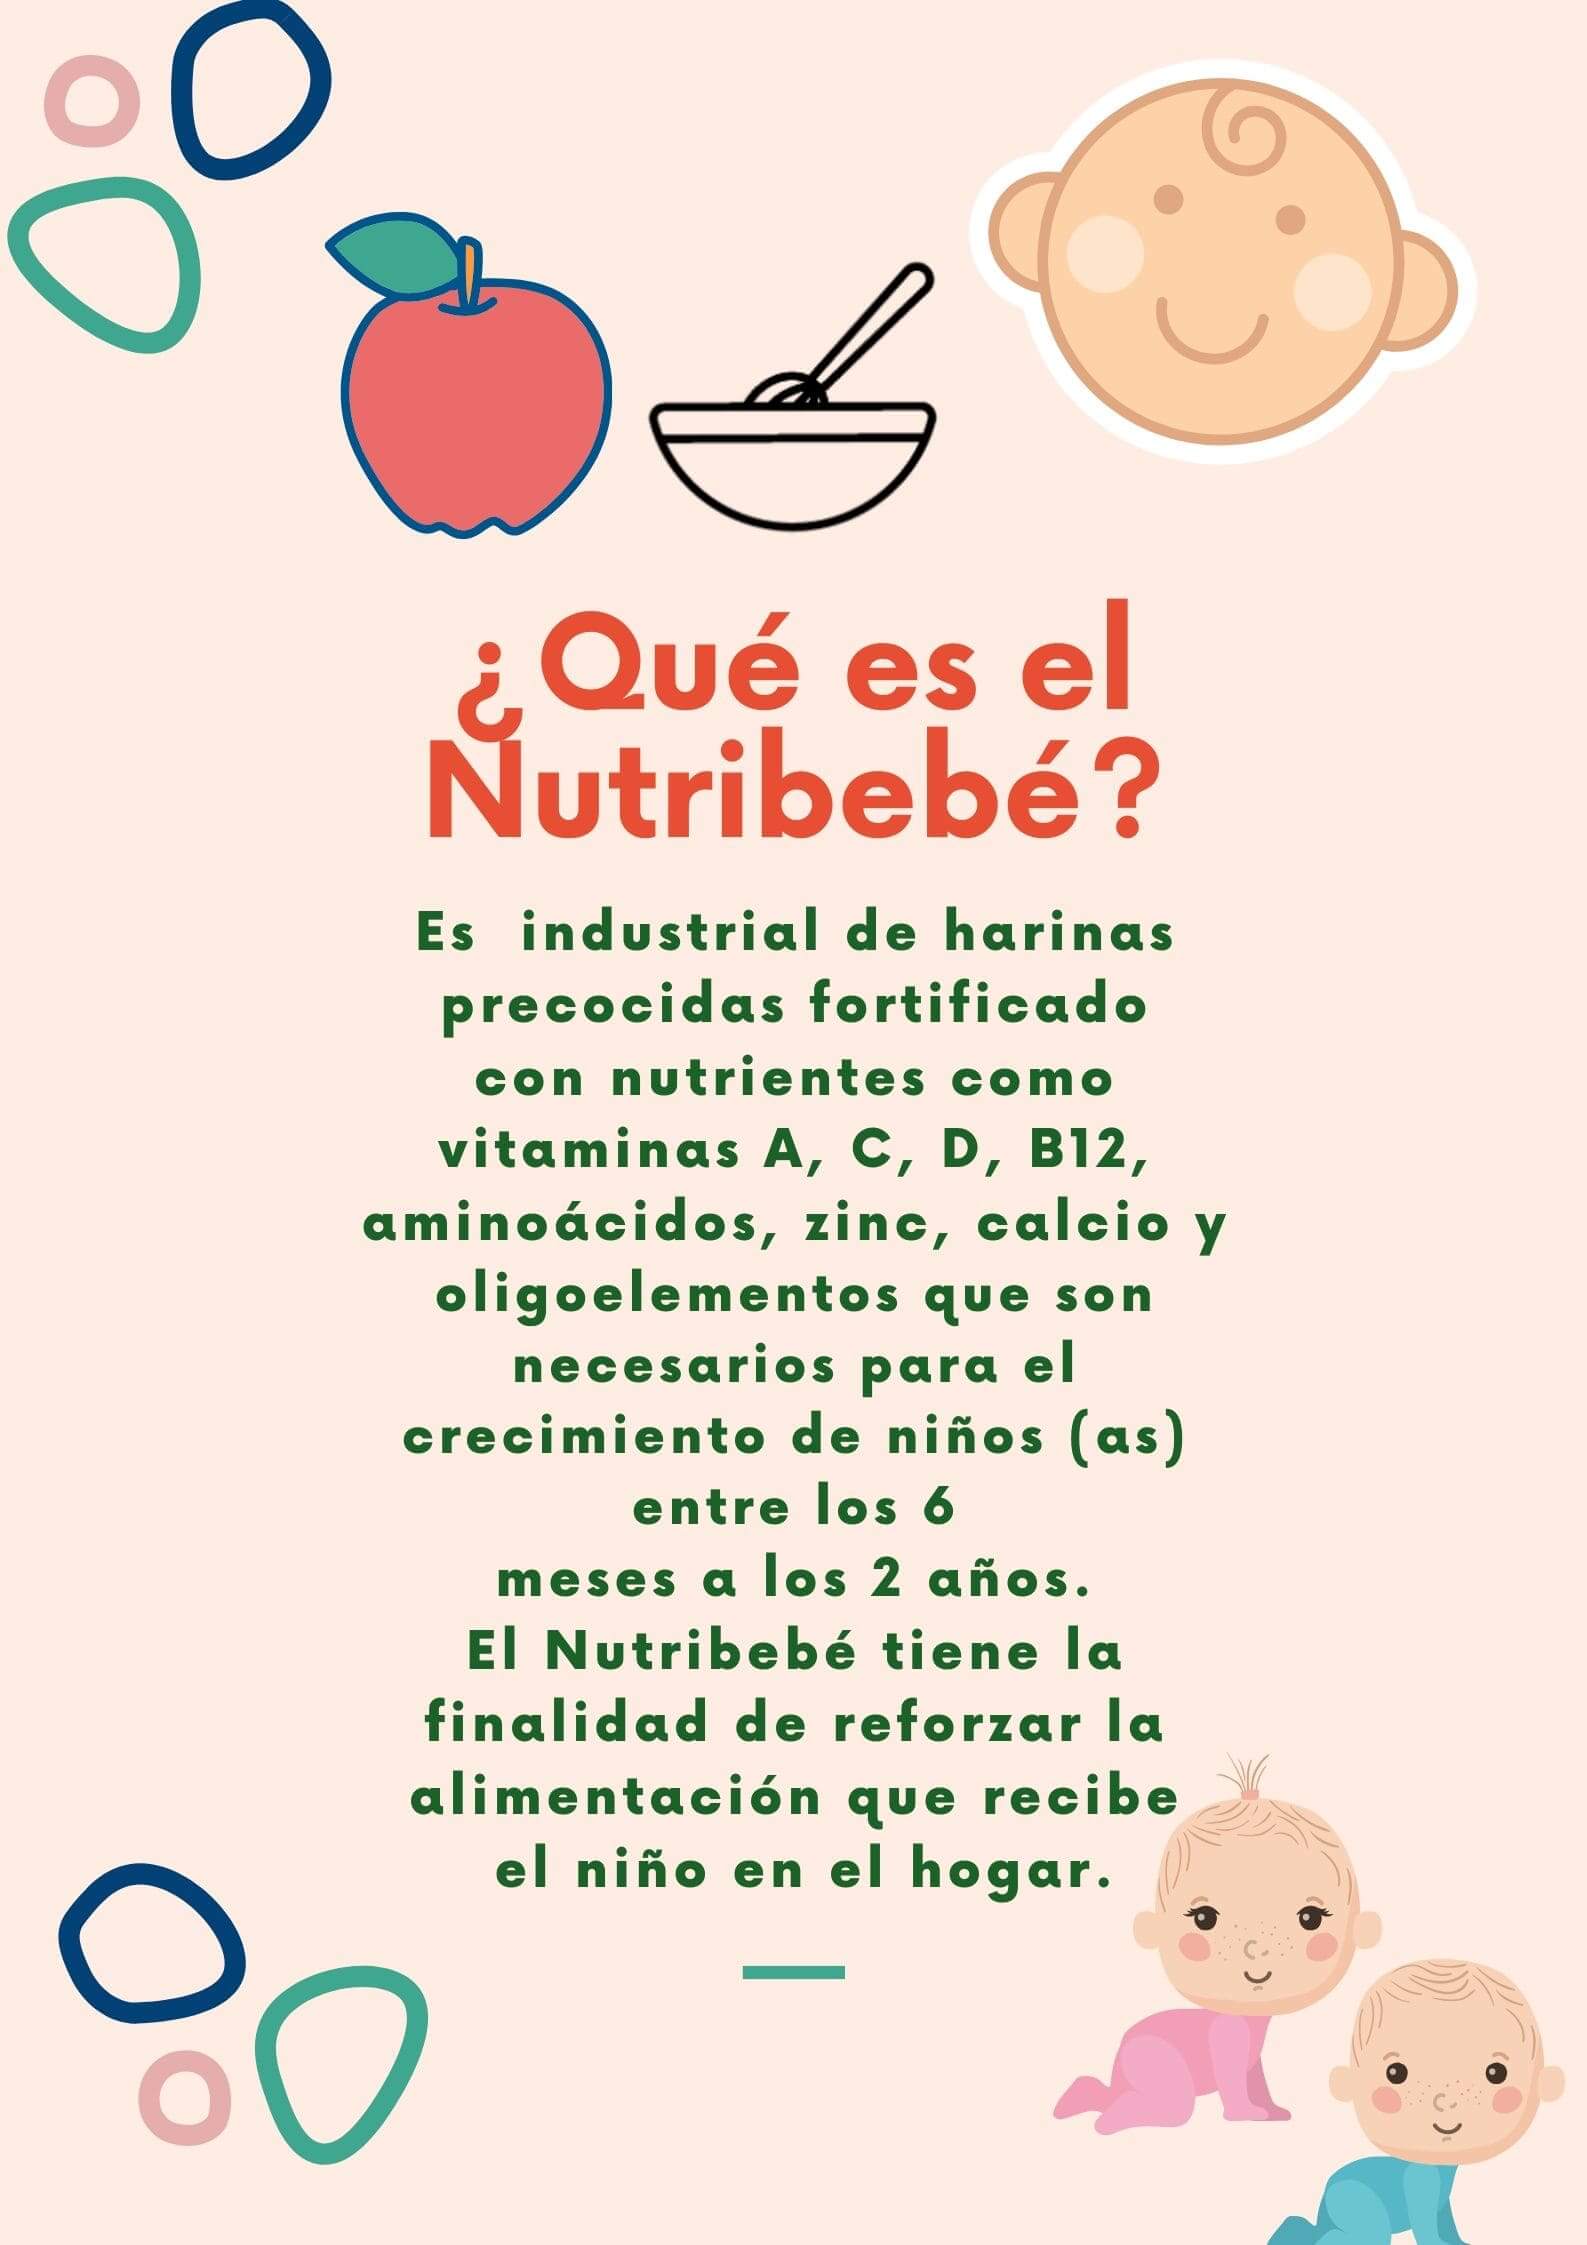 ¿Qué es el
Nutribebé?
Es industrial de harinas
precocidas fortificado
con nutrientes como
vitaminas A, C, D, B12,
aminoácidos, zinc, calcio y
oligoelementos que son
necesarios para el
crecimiento de niños (as)
entre los 6
meses a los 2 años.
El Nutribebé tiene la
finalidad de reforzar la
alimentación que recibe
el niño en el hogar.